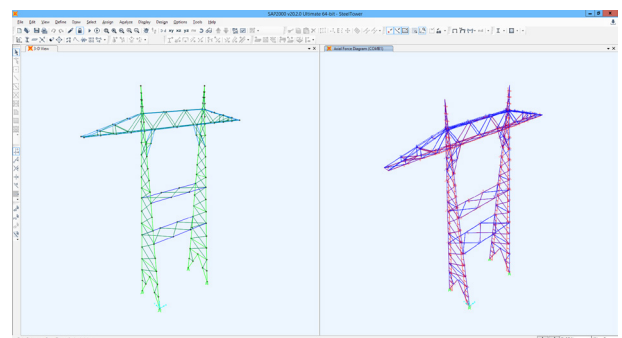 SAP2000 v20.2.0 Ultimate 64-bit - SteelTower
File Edit View Define Draw Select Assign Analyze Display Design Options Tools Help
3-D View
Axial Force Diagram (COMB1)